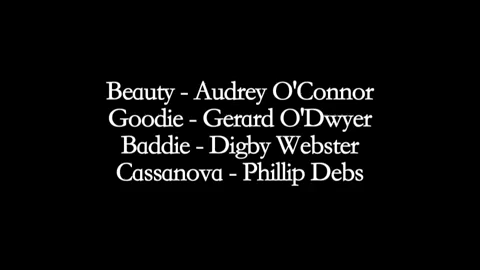 Beauty - Audrey O'Connor
Goodie - Gerard O'Dwyer
Baddie - Digby Webster
Cassanova - Phillip Debs